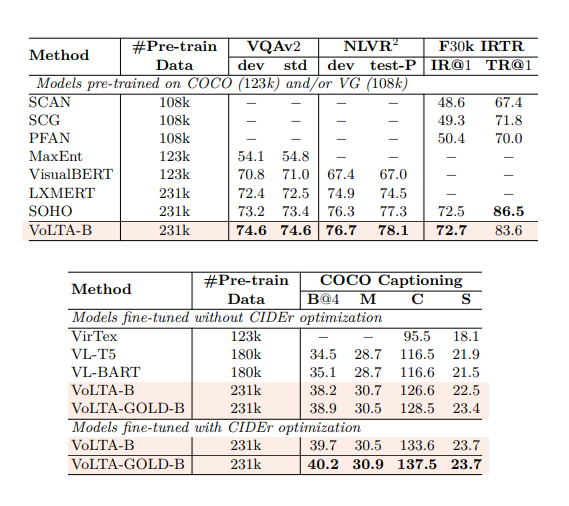 Method #Pre-train Data VQAv2 NLVR² F30k IRTR
dev std dev test-P IR@1 TR@1
Models pre-trained on COCO (123k) and/or VG (108k)
SCAN 108k – – – – 48.6 67.4
SCG 108k – – – – 49.3 71.8
PFAN 108k – – – – 50.4 70.0
MaxEnt 123k 54.1 54.8 – – – –
VisualBERT 123k 70.8 71.0 67.4 67.0 – –
LXMERT 231k 72.4 72.5 74.9 74.5 – –
SOHO 231k 73.2 73.4 76.3 77.3 72.5 86.5
VoLTA-B 231k 74.6 74.6 76.7 78.1 72.7 83.6
Method #Pre-train Data COCO Captioning
B@4 M C S
Models fine-tuned without CIDEr optimization
VirTex 123k – – 95.5 18.1
VL-T5 180k 34.5 28.7 116.5 21.9
VL-BART 180k 35.1 28.7 116.6 21.5
VoLTA-B 231k 38.2 30.7 126.6 22.5
VoLTA-GOLD-B 231k 38.9 30.5 128.5 23.4
Models fine-tuned with CIDEr optimization
VoLTA-B 231k 39.7 30.5 133.6 23.7
VoLTA-GOLD-B 231k 40.2 30.9 137.5 23.7